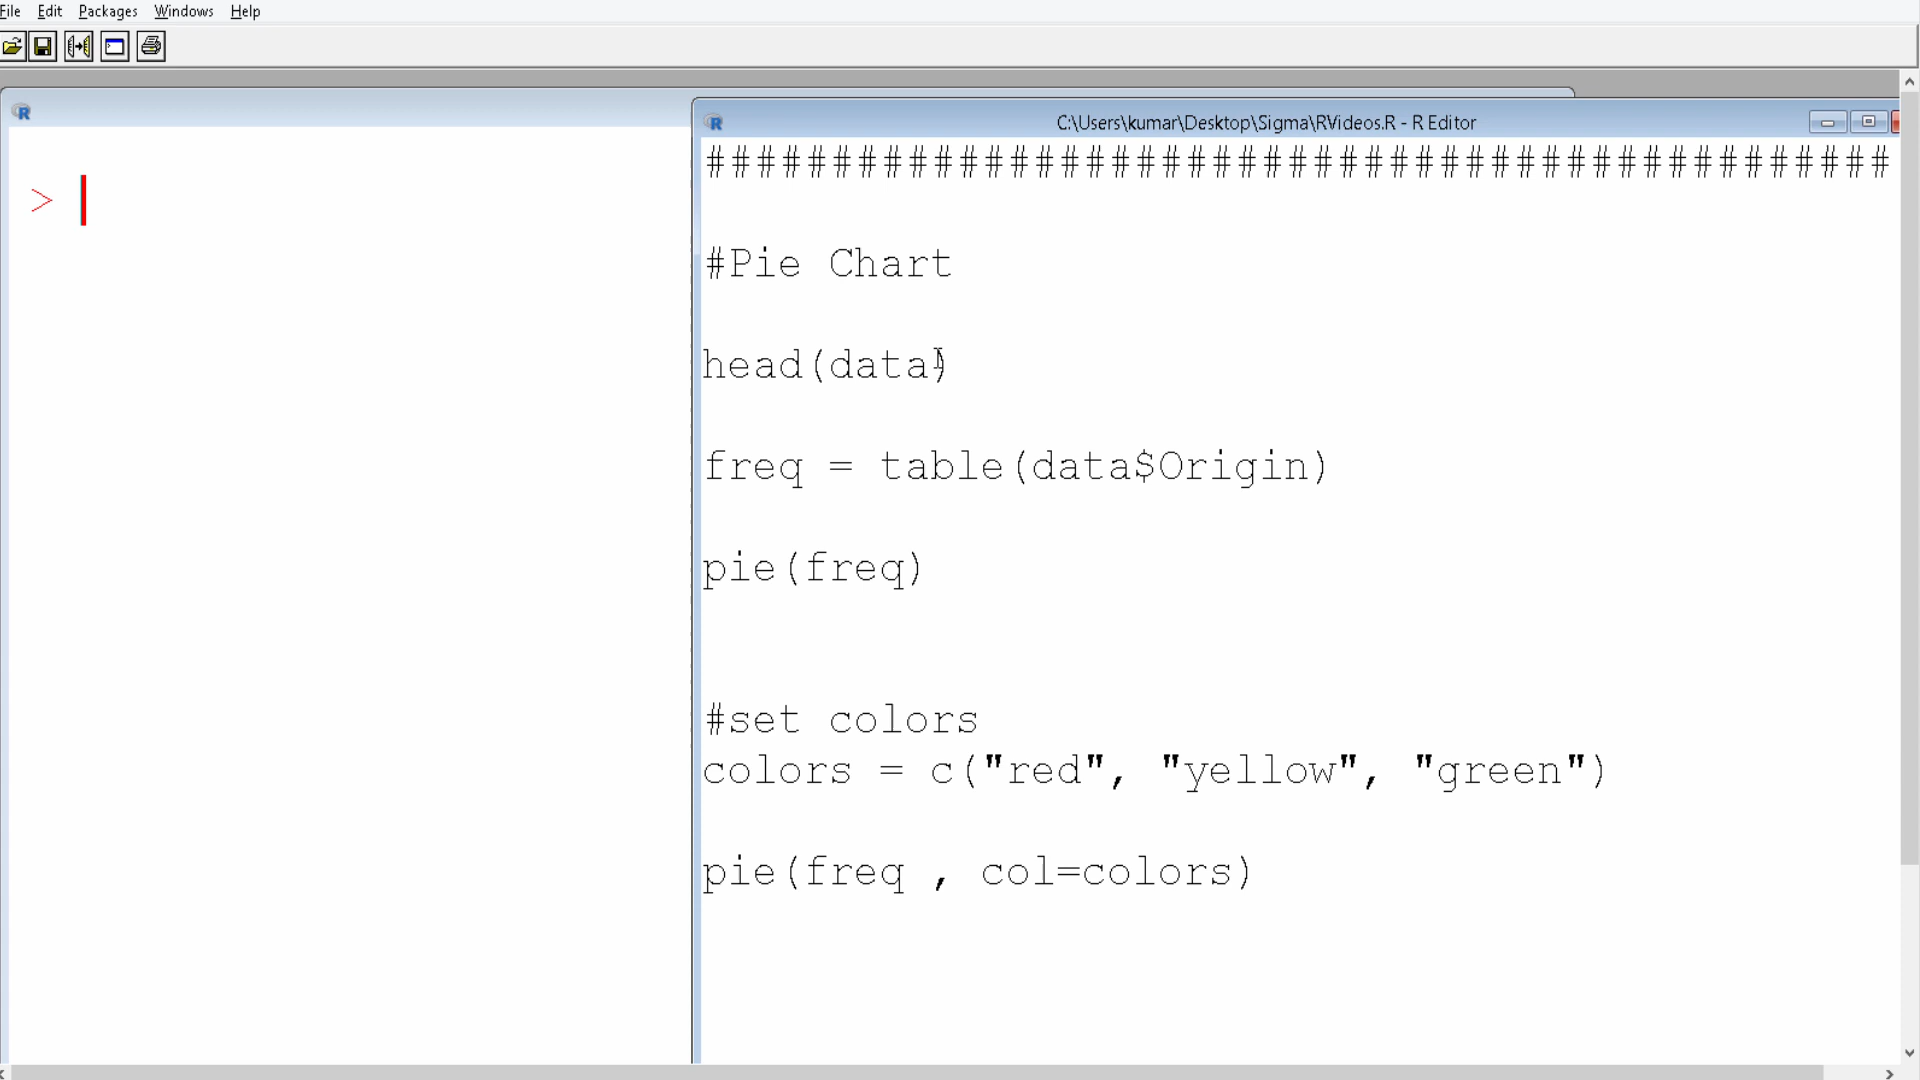 File Edit Packages Windows Help
C:\Users\kumar\Desktop\Sigma\RVideos.R - R Editor
>
###############################################
#Pie Chart
head(data)
freq = table(data$Origin)
pie(freq)
#set colors
colors = c("red", "yellow", "green")
pie(freq , col=colors)